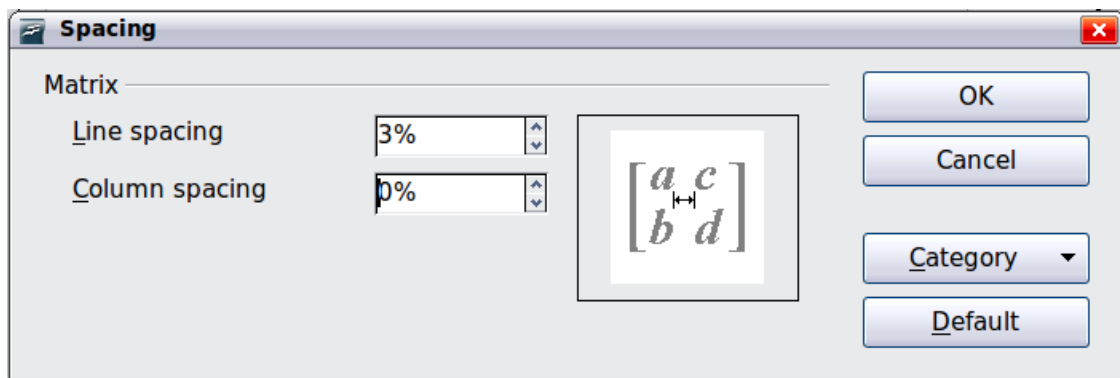 Spacing
Matrix
Line spacing
3%
Column spacing
0%
a c
b d
OK
Cancel
Category
Default